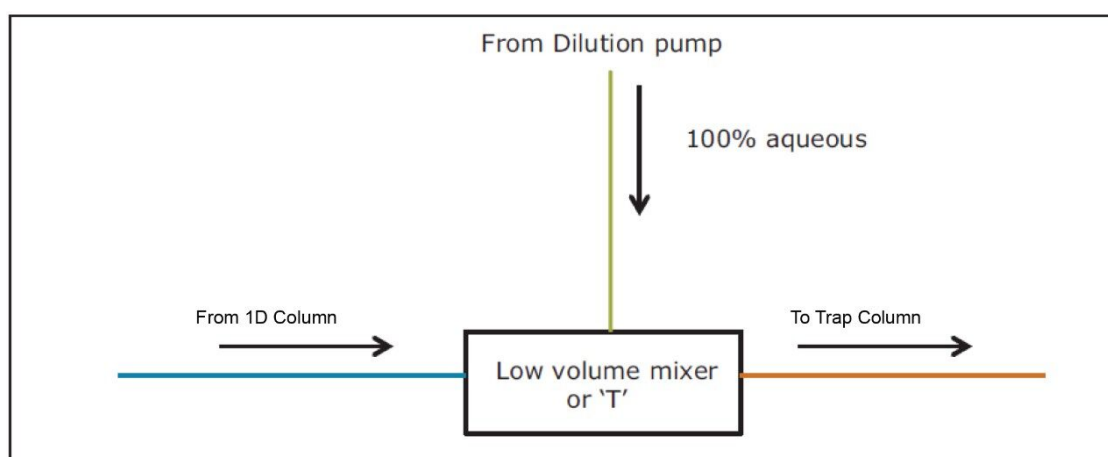 From Dilution pump
100% aqueous
From 1D Column
To Trap Column
Low volume mixer
or ‘T’